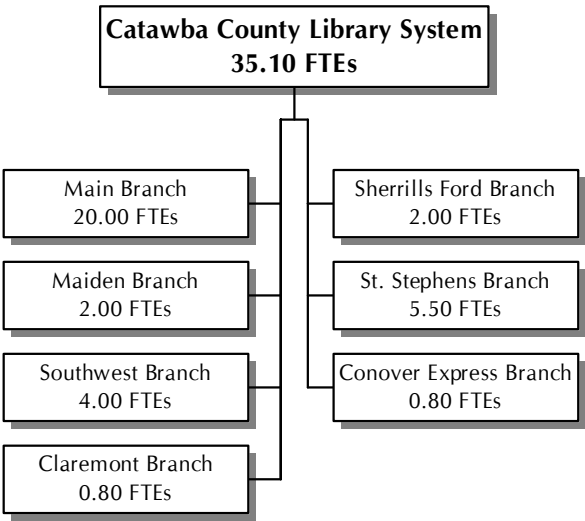 Catawba County Library System
35.10 FTEs
Main Branch
20.00 FTEs
Sherrills Ford Branch
2.00 FTEs
Maiden Branch
2.00 FTEs
St. Stephens Branch
5.50 FTEs
Southwest Branch
4.00 FTEs
Conover Express Branch
0.80 FTEs
Claremont Branch
0.80 FTEs